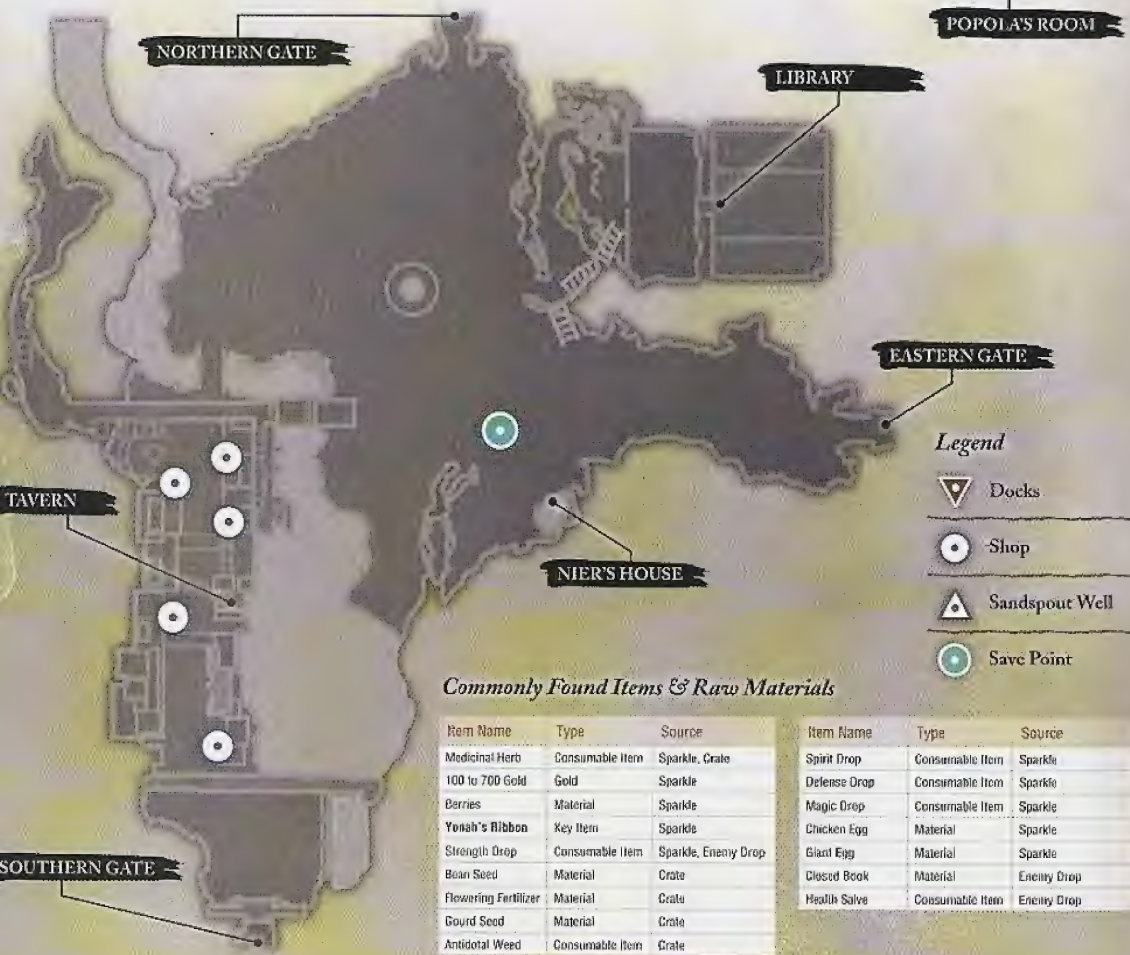 NORTHERN GATE
POPOLA'S ROOM
LIBRARY
EASTERN GATE
TAVERN
NIER'S HOUSE
SOUTHERN GATE
Legend
Docks
Shop
Sandspout Well
Save Point
Commonly Found Items & Raw Materials
Item Name Type Source
Medicinal Herb Consumable Item Sparkle, Crate
100 to 700 Gold Gold Sparkle
Berries Material Sparkle
Yonah's Ribbon Key Item Sparkle
Strength Drop Consumable Item Sparkle, Enemy Drop
Bean Seed Material Crate
Flowering Fertilizer Material Crate
Gourd Seed Material Crate
Antidotal Weed Consumable Item Crate
Item Name Type Source
Spirit Drop Consumable Item Sparkle
Defense Drop Consumable Item Sparkle
Magic Drop Consumable Item Sparkle
Chicken Egg Material Sparkle
Giant Egg Material Sparkle
Closed Book Material Enemy Drop
Health Salve Consumable Item Enemy Drop